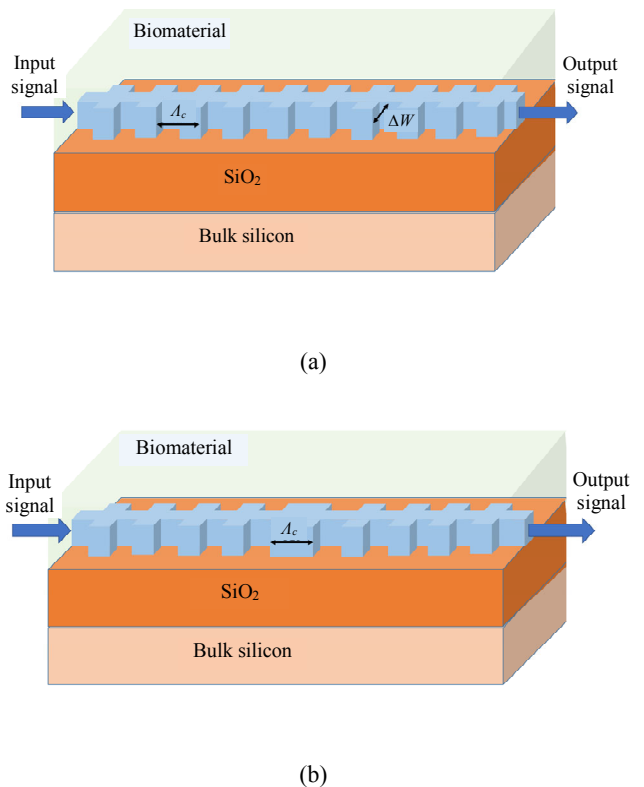 Biomaterial
Input
signal
Output
signal
Λc
ΔW
SiO2
Bulk silicon
(a)
Biomaterial
Input
signal
Output
signal
Λc
SiO2
Bulk silicon
(b)